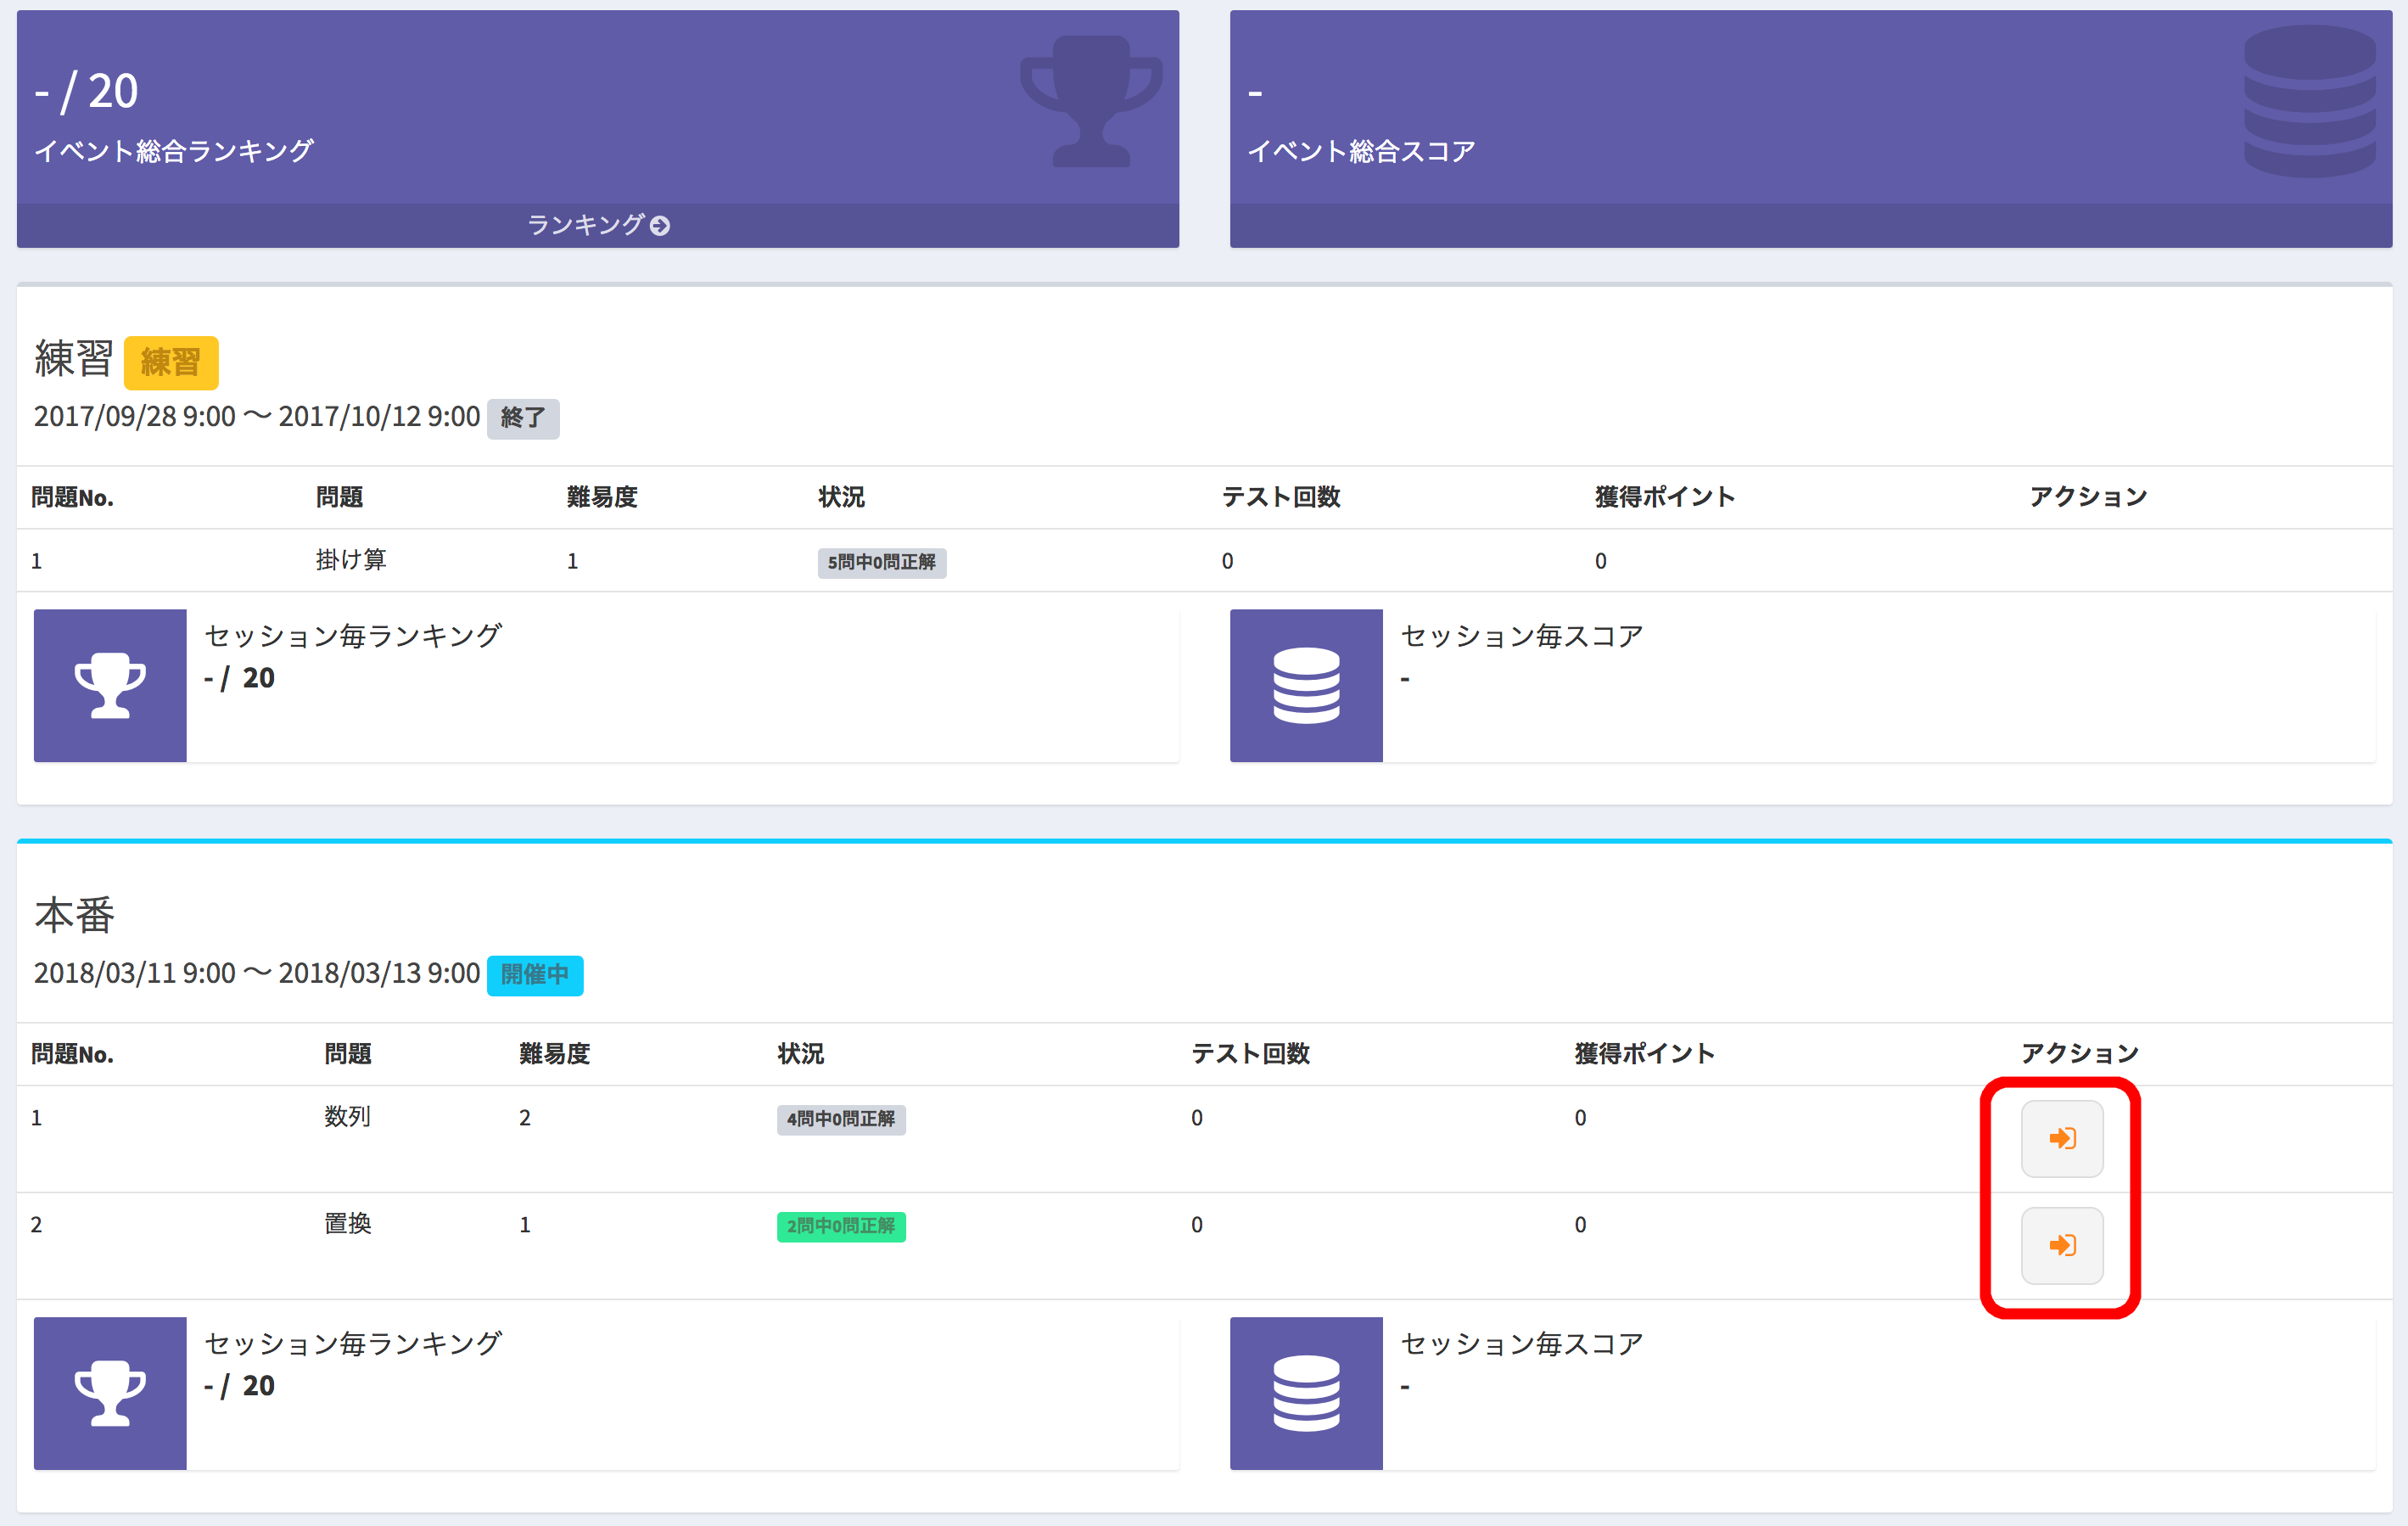 - / 20
イベント総合ランキング
ランキング
-
イベント総合スコア
練習 練習
2017/09/28 9:00 〜 2017/10/12 9:00 終了
問題No. 問題 難易度 状況 テスト回数 獲得ポイント アクション
1 掛け算 1 5問中0問正解 0 0
セッション毎ランキング
- / 20
セッション毎スコア
-
本番
2018/03/11 9:00 〜 2018/03/13 9:00 開催中
問題No. 問題 難易度 状況 テスト回数 獲得ポイント アクション
1 数列 2 4問中0問正解 0 0
2 置換 1 2問中0問正解 0 0
セッション毎ランキング
- / 20
セッション毎スコア
-